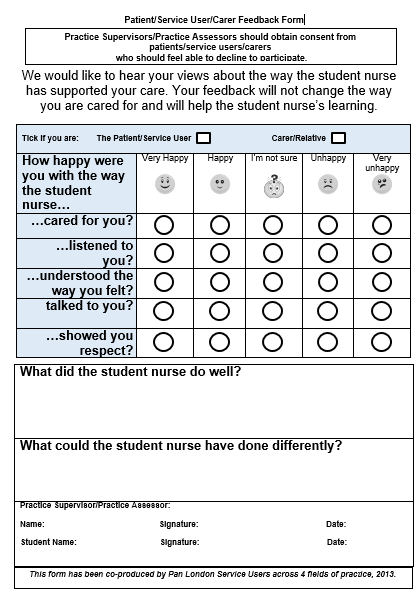 Patient/Service User/Carer Feedback Form
Practice Supervisors/Practice Assessors should obtain consent from
patients/service users/carers
who should feel able to decline to participate.
We would like to hear your views about the way the student nurse
has supported your care. Your feedback will not change the way
you are cared for and will help the student nurse's learning.
Tick if you are: The Patient/Service User Carer/Relative
How happy were
you with the way
the student
nurse…
Very Happy
Happy
I'm not sure
Unhappy
Very
unhappy
?
…cared for you?
…listened to
you?
…understood the
way you felt?
talked to you?
…showed you
respect?
What did the student nurse do well?
What could the student nurse have done differently?
Practice Supervisor/Practice Assessor:
Name: Signature: Date:
Student Name: Signature: Date:
This form has been co-produced by Pan London Service Users across 4 fields of practice, 2013.